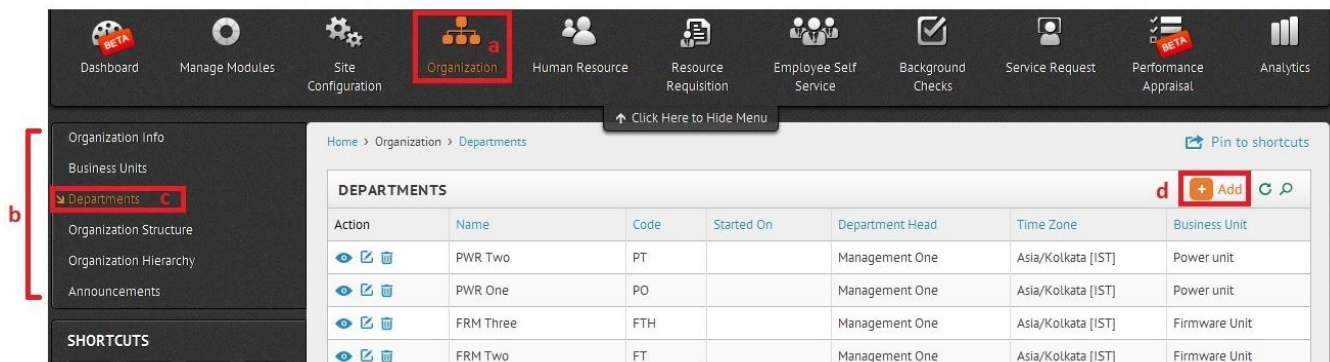 BETA
BETA
a
Dashboard Manage Modules Site Configuration Organization Human Resource Resource Requisition Employee Self Service Background Checks Service Request Performance Appraisal Analytics
↑ Click Here to Hide Menu
b
Organization Info
Business Units
Departments c
Organization Structure
Organization Hierarchy
Announcements
SHORTCUTS
Home > Organization > Departments
Pin to shortcuts
DEPARTMENTS
d + Add
Action Name Code Started On Department Head Time Zone Business Unit
PWR Two PT Management One Asia/Kolkata [IST] Power unit
PWR One PO Management One Asia/Kolkata [IST] Power unit
FRM Three FTH Management One Asia/Kolkata [IST] Firmware Unit
FRM Two FT Management One Asia/Kolkata [IST] Firmware Unit